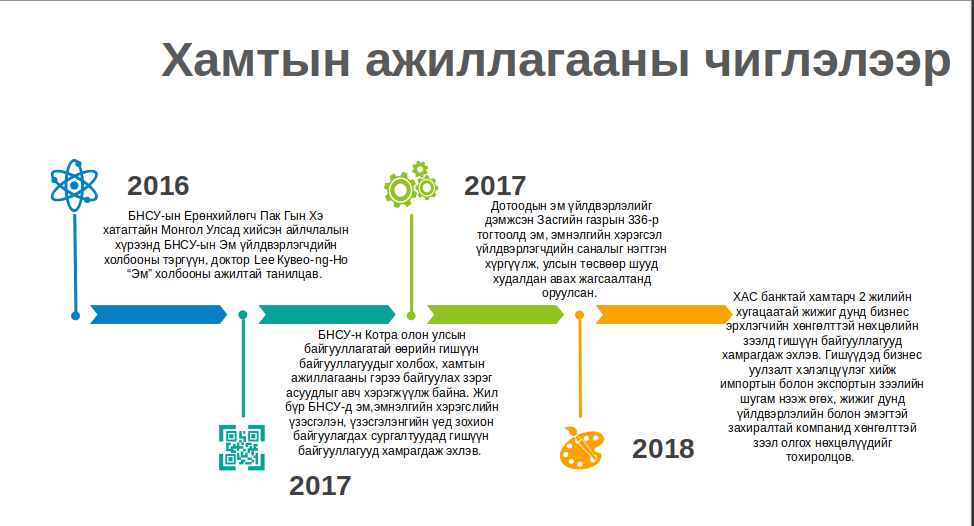 Хамтын ажиллагааны чиглэлээр
2016
БНСУ-ын Ерөнхийлөгч Пак Гын Хэ
хатагтайн Монгол Улсад хийсэн айлчлалын
хүрээнд БНСУ-ын Эм үйлдвэрлэгчдийн
холбооны тэргүүн, доктор Lee Кувео-ng-Ho
“Эм” холбооны ажилтай танилцав.
БНСУ-н Котра олон улсын
байгууллагатай өөрийн гишүүн
байгууллагуудыг холбох, хамтын
ажиллагааны гэрээ байгуулах зэрэг
асуудлыг авч хэрэгжүүлж байна. Жил
бүр БНСУ-д эм,эмнэлгийн хэрэгслийн
үзэсгэлэн, үзэсгэлэнгийн үед зохион
байгуулагдах сургалтуудад гишүүн
байгууллагууд хамрагдаж эхлэв.
2017
2017
Дотоодын эм үйлдвэрлэлийг
дэмжсэн Засгийн газрын 336-р
тогтоолд эм, эмнэлгийн хэрэгсэл
үйлдвэрлэгчдийн саналыг нэгтгэн
хүргүүлж, улсын төсвөөр шууд
худалдан авах жагсаалтанд
оруулсан.
ХАС банктай хамтарч 2 жилийн
хугацаатай жижиг дунд бизнес
эрхлэгчийн хөнгөлттэй нөхцөлийн
зээлд гишүүн байгууллагууд
хамрагдаж эхлэв. Гишүүдэд бизнес
уулзалт хэлэлцүүлэг хийж
импортын болон экспортын зээлийн
шугам нээж өгөх, жижиг дунд
үйлдвэрлэлийн болон эмэгтэй
захиралтай компанид хөнгөлттэй
зээл олгох нөхцөлүүдийг
тохиролцов.
2018